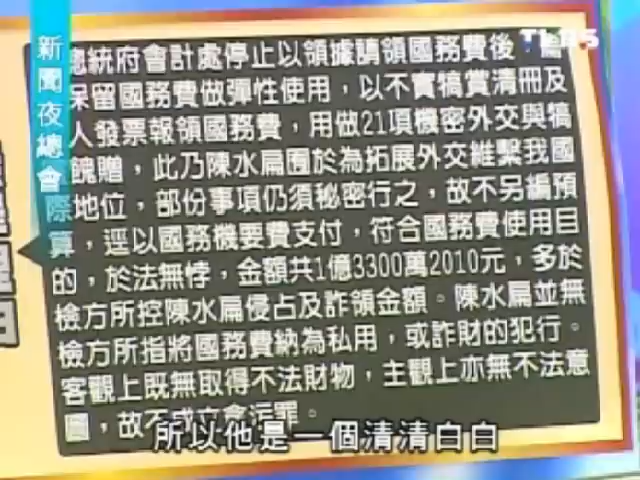 新聞夜總會
總統府會計處停止以領據請領國務費後，
保留國務費做彈性使用，以不實犒賞清冊及
人發票報領國務費，用做21項機密外交與犒
餽贈，此乃陳水扁囿於為拓展外交維繫我國
際地位，部份事項仍須秘密行之，故不另編預
算，逕以國務機要費支付，符合國務費使用目
的，於法無悖，金額共1億3300萬2010元，多於
檢方所控陳水扁侵占及詐領金額。陳水扁並無
檢方所指將國務費納為私用，或詐財的犯行。
客觀上既無取得不法財物，主觀上亦無不法意
圖，故不成立貪污罪。
所以他是一個清清白白